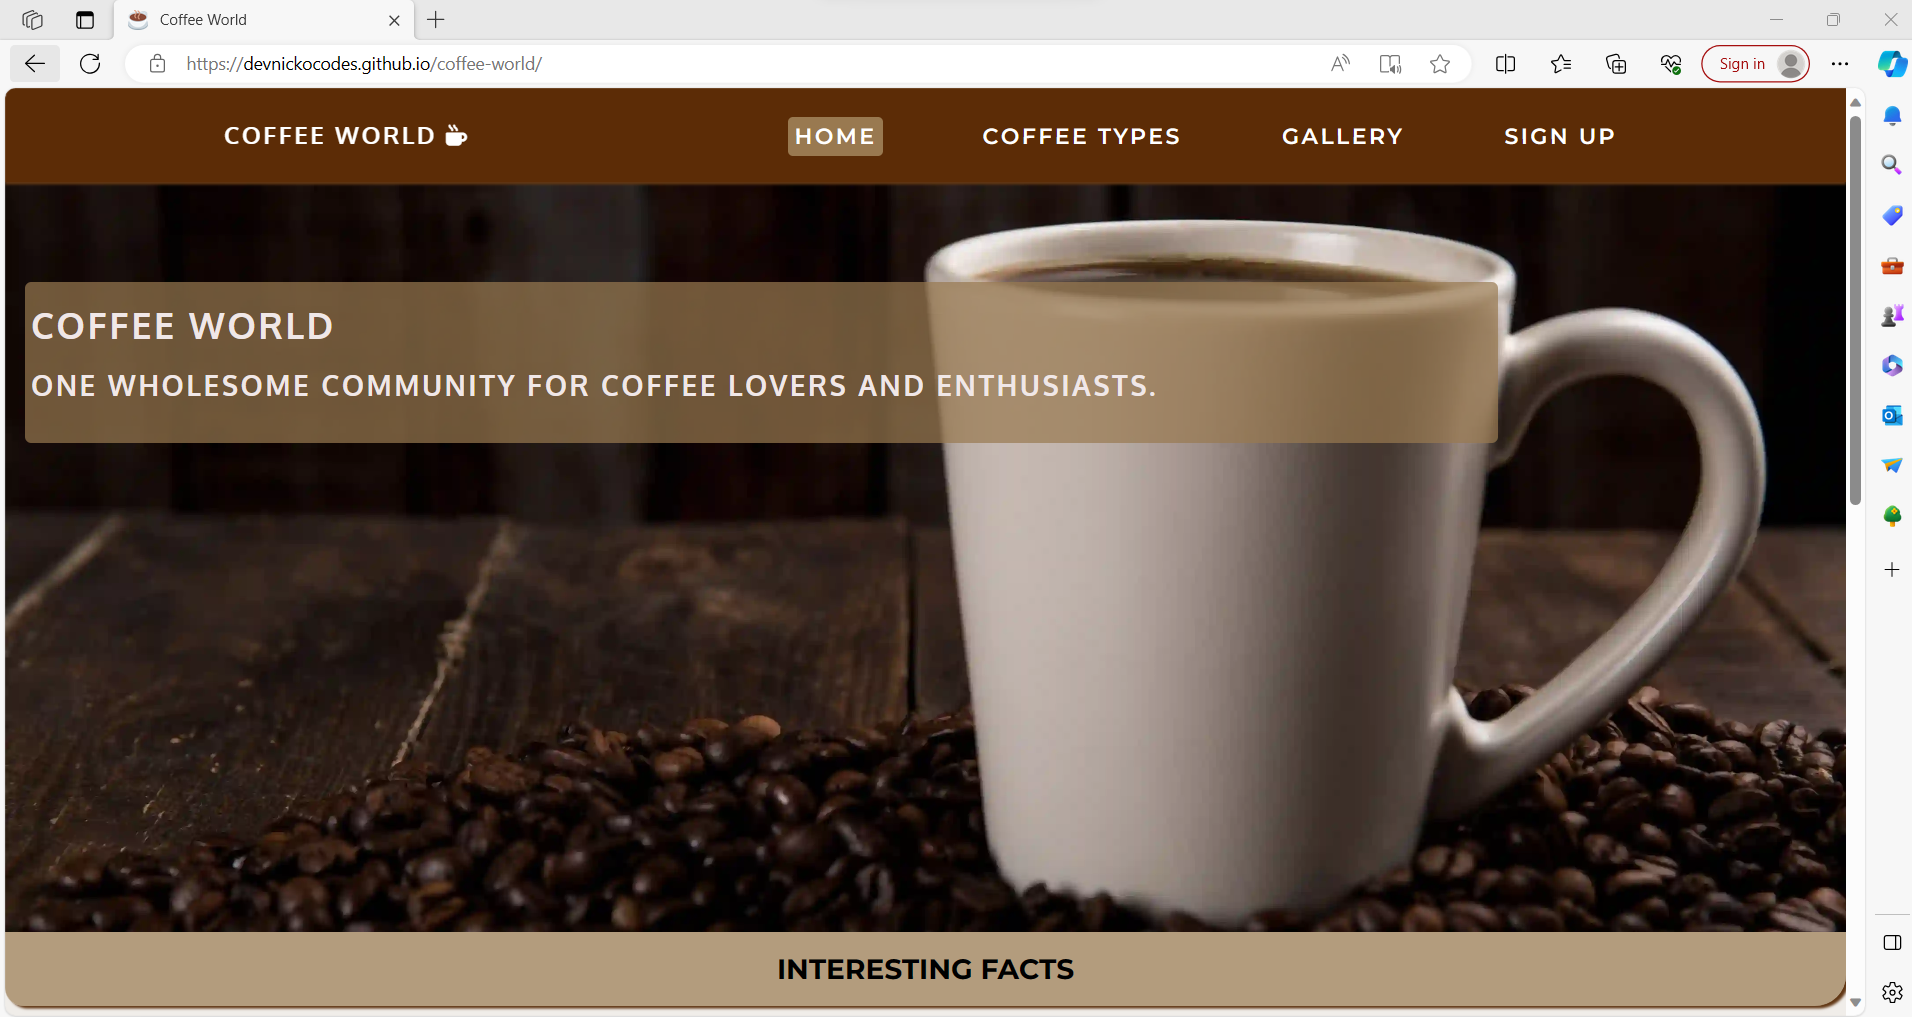 Coffee World
https://devnickocodes.github.io/coffee-world/
Sign in
COFFEE WORLD
HOME
COFFEE TYPES
GALLERY
SIGN UP
COFFEE WORLD
ONE WHOLESOME COMMUNITY FOR COFFEE LOVERS AND ENTHUSIASTS.
INTERESTING FACTS